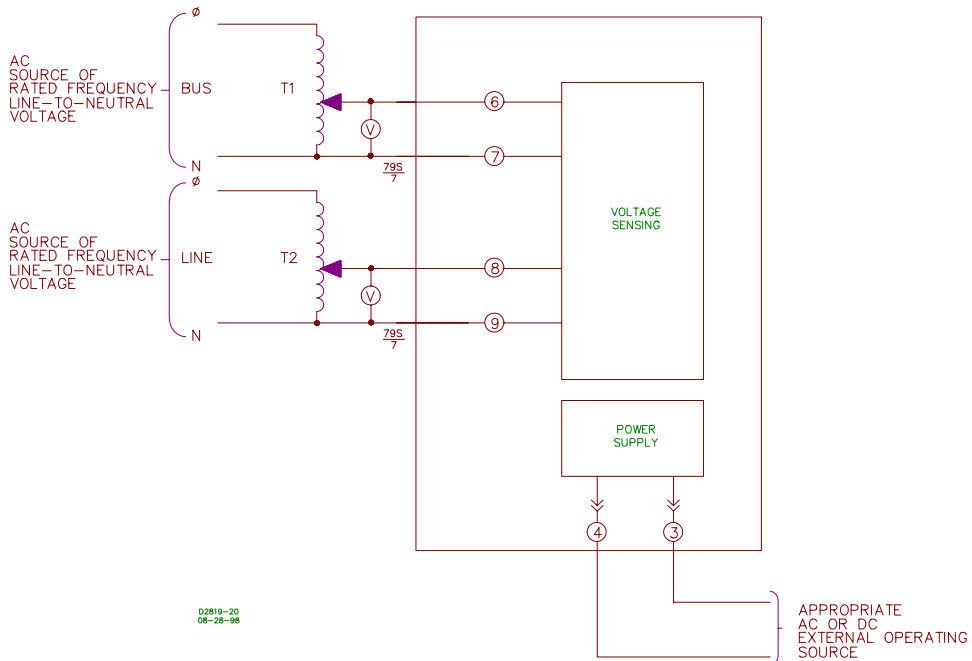 Ø
AC
SOURCE OF
RATED FREQUENCY
LINE-TO-NEUTRAL
VOLTAGE
BUS
T1
6
V
7
N
79S
7
Ø
AC
SOURCE OF
RATED FREQUENCY
LINE-TO-NEUTRAL
VOLTAGE
LINE
T2
8
V
9
N
79S
7
VOLTAGE
SENSING
POWER
SUPPLY
4
3
D2819-20
08-28-98
APPROPRIATE
AC OR DC
EXTERNAL OPERATING
SOURCE